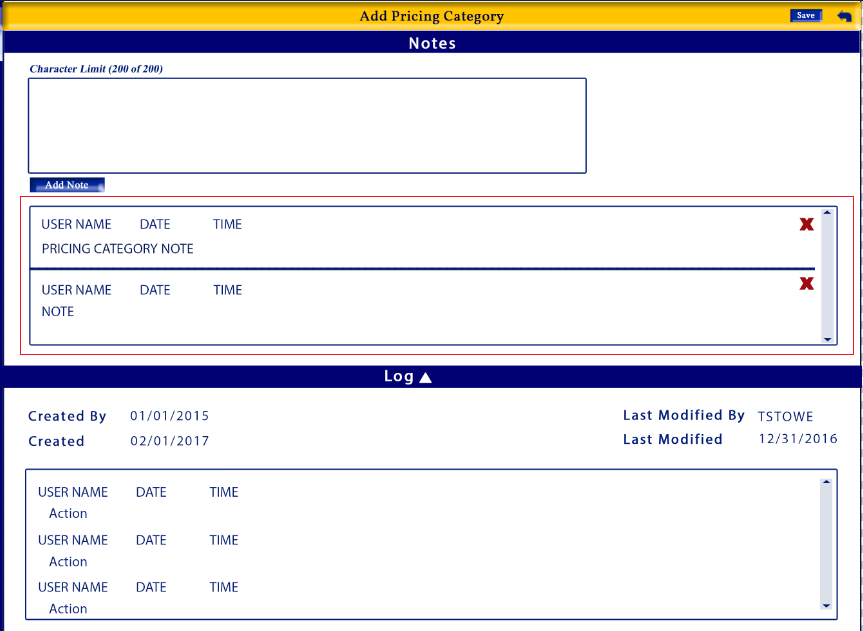 Add Pricing Category Save
Notes
Character Limit (200 of 200)
Add Note
USER NAME DATE TIME X
PRICING CATEGORY NOTE
USER NAME DATE TIME X
NOTE
Log
Created By 01/01/2015 Last Modified By TSTOWE
Created 02/01/2017 Last Modified 12/31/2016
USER NAME DATE TIME
Action
USER NAME DATE TIME
Action
USER NAME DATE TIME
Action